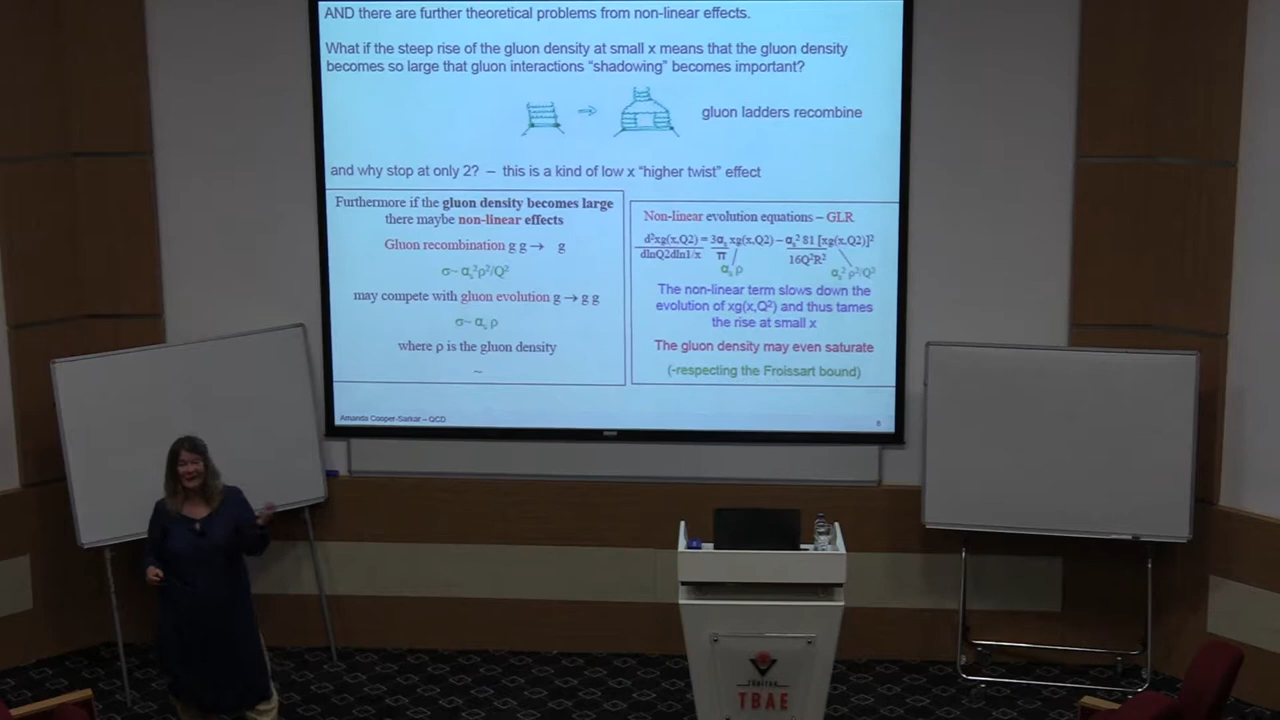 AND there are further theoretical problems from non-linear effects.
What if the steep rise of the gluon density at small x means that the gluon density
becomes so large that gluon interactions “shadowing” becomes important?
gluon ladders recombine
and why stop at only 2? – this is a kind of low x “higher twist” effect
Furthermore if the gluon density becomes large
there maybe non-linear effects
Gluon recombination g g → g
σ~ αs²ρ²/Q²
may compete with gluon evolution g → g g
σ~ αs ρ
where ρ is the gluon density
~
Non-linear evolution equations – GLR
d²xg(x,Q2) = 3αs xg(x,Q2) – αs² 81 [xg(x,Q2)]²
dlnQ2dln1/x π 16Q²R²
αs ρ αs² ρ²/Q²
The non-linear term slows down the
evolution of xg(x,Q²) and thus tames
the rise at small x
The gluon density may even saturate
(-respecting the Froissart bound)
Amanda Cooper-Sarkar – QCD
TÜBİTAK
TBAE